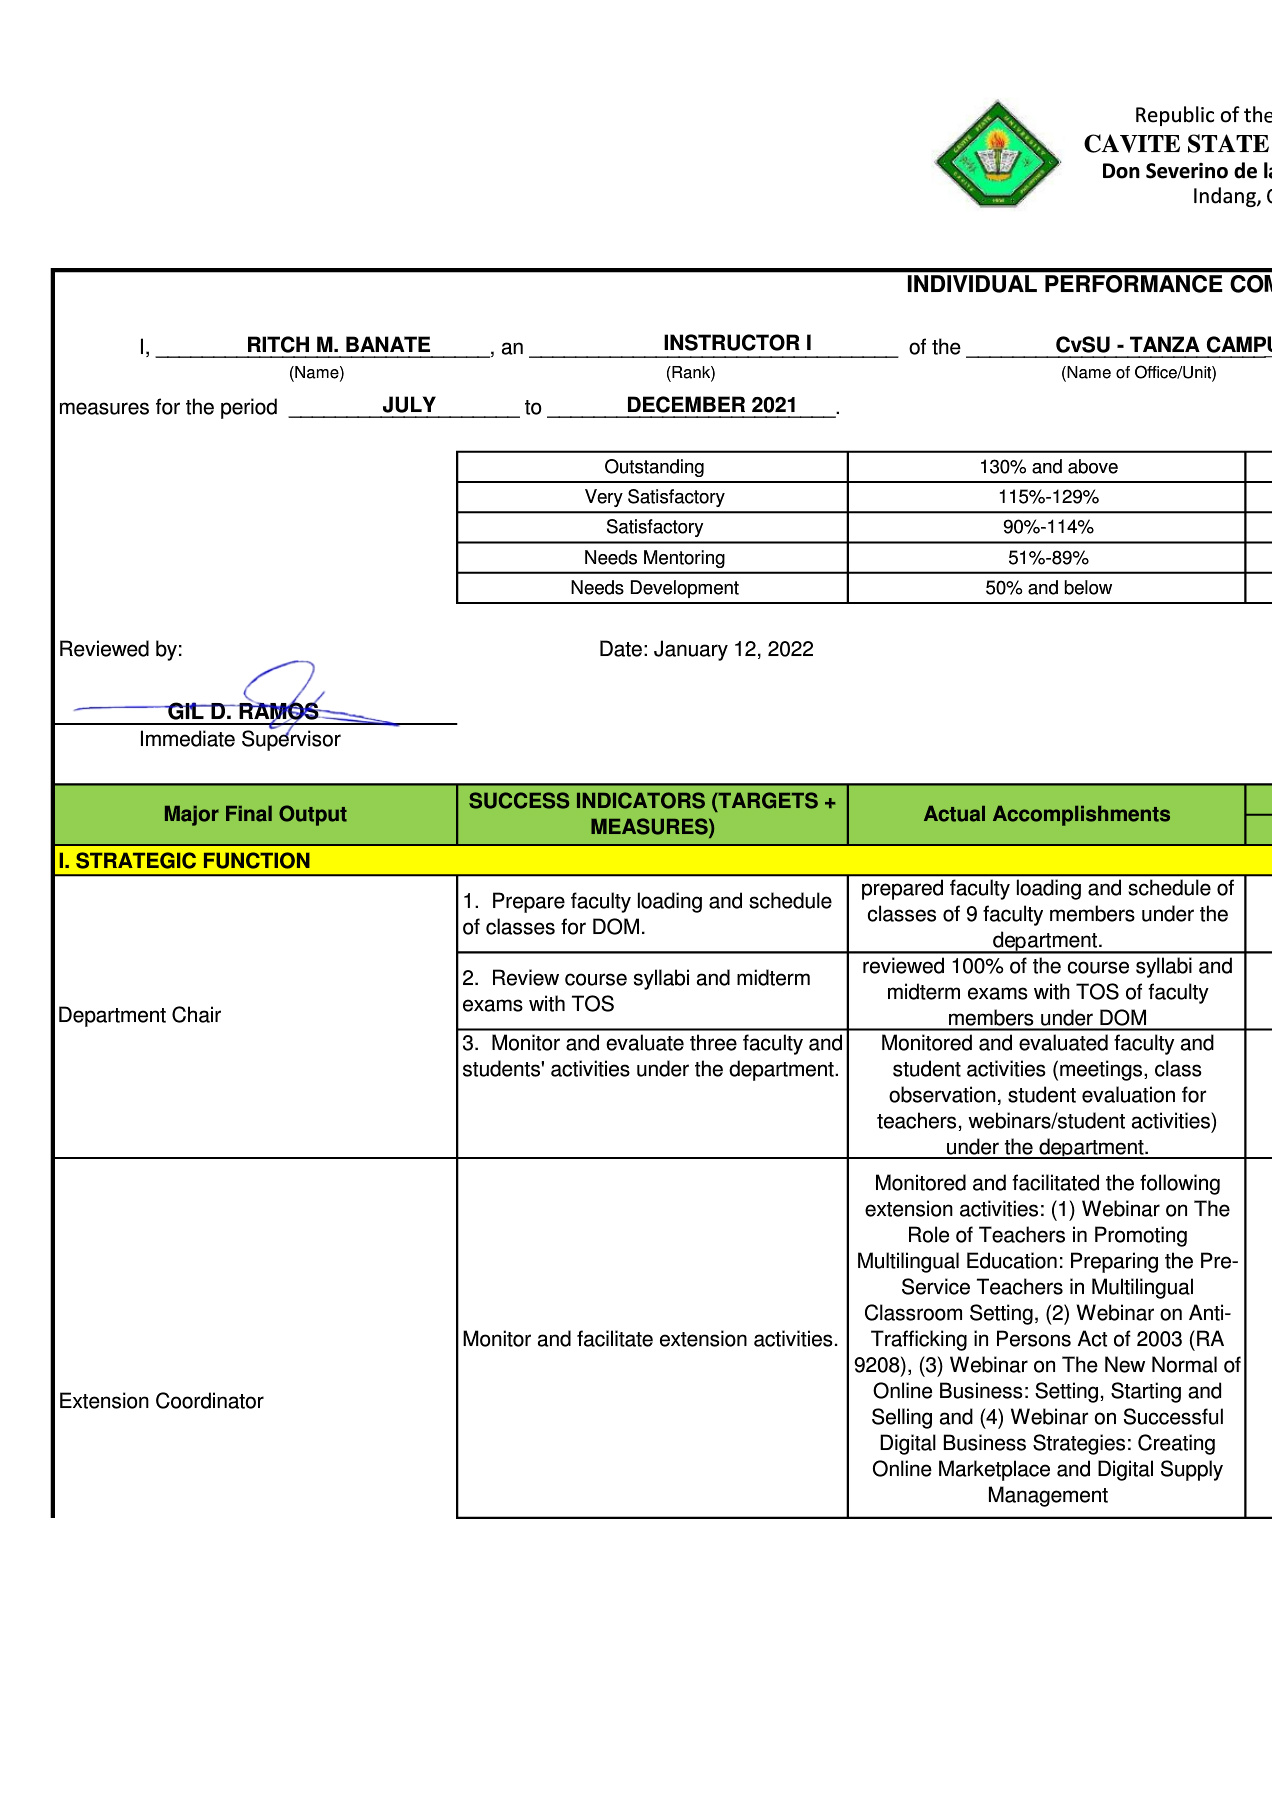 Republic of the
CAVITE STATE
Don Severino de la
Indang, C
INDIVIDUAL PERFORMANCE COM
I, RITCH M. BANATE, an INSTRUCTOR I of the CvSU - TANZA CAMPU
(Name) (Rank) (Name of Office/Unit)
measures for the period JULY to DECEMBER 2021.
Outstanding 130% and above
Very Satisfactory 115%-129%
Satisfactory 90%-114%
Needs Mentoring 51%-89%
Needs Development 50% and below
Reviewed by: Date: January 12, 2022
GIL D. RAMOS
Immediate Supervisor
Major Final Output
SUCCESS INDICATORS (TARGETS +
MEASURES)
Actual Accomplishments
I. STRATEGIC FUNCTION
Department Chair
1. Prepare faculty loading and schedule
of classes for DOM.
prepared faculty loading and schedule of
classes of 9 faculty members under the
department.
2. Review course syllabi and midterm
exams with TOS
reviewed 100% of the course syllabi and
midterm exams with TOS of faculty
members under DOM
3. Monitor and evaluate three faculty and
students' activities under the department.
Monitored and evaluated faculty and
student activities (meetings, class
observation, student evaluation for
teachers, webinars/student activities)
under the department.
Extension Coordinator
Monitor and facilitate extension activities.
Monitored and facilitated the following
extension activities: (1) Webinar on The
Role of Teachers in Promoting
Multilingual Education: Preparing the Pre-
Service Teachers in Multilingual
Classroom Setting, (2) Webinar on Anti-
Trafficking in Persons Act of 2003 (RA
9208), (3) Webinar on The New Normal of
Online Business: Setting, Starting and
Selling and (4) Webinar on Successful
Digital Business Strategies: Creating
Online Marketplace and Digital Supply
Management